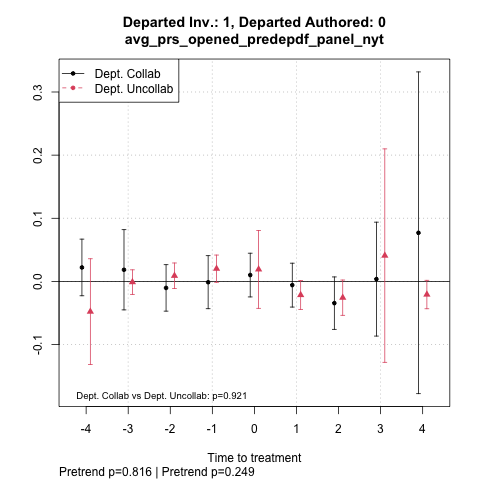 Departed Inv.: 1, Departed Authored: 0
avg_prs_opened_predepdf_panel_nyt
Dept. Collab
Dept. Uncollab
0.3
0.2
0.1
0.0
-0.1
Dept. Collab vs Dept. Uncollab: p=0.921
-4 -3 -2 -1 0 1 2 3 4
Time to treatment
Pretrend p=0.816 | Pretrend p=0.249